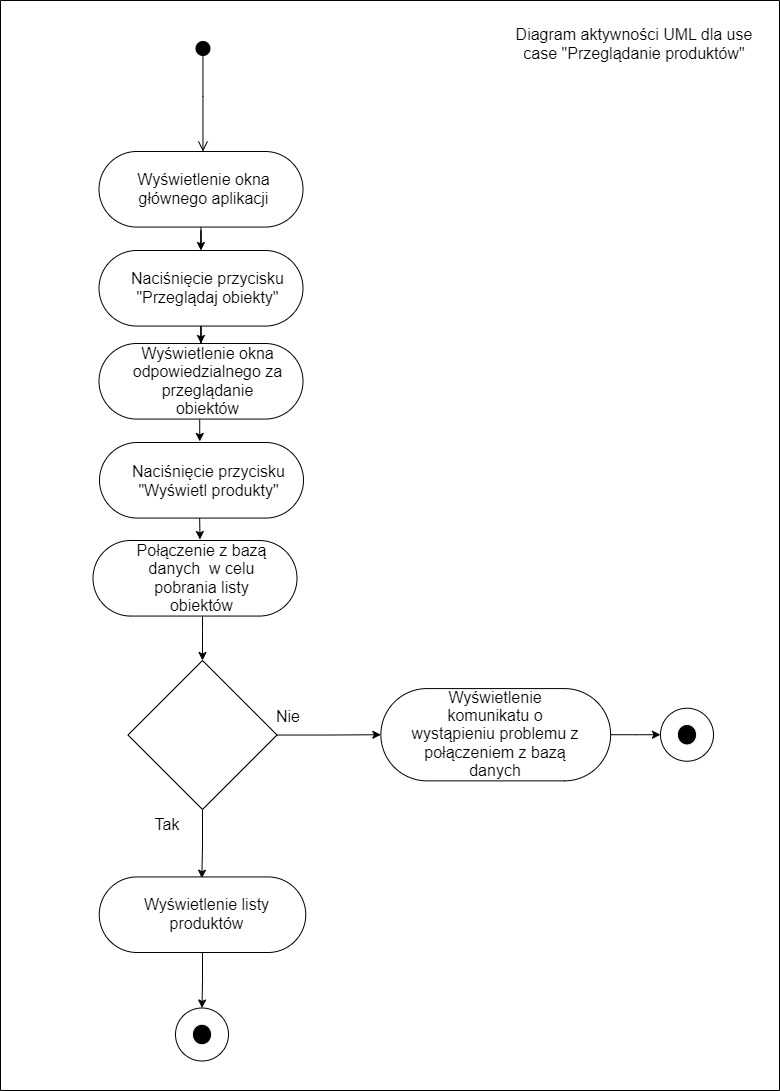 Diagram aktywności UML dla use
case "Przeglądanie produktów"
Wyświetlenie okna
głównego aplikacji
Naciśnięcie przycisku
"Przeglądaj obiekty"
Wyświetlenie okna
odpowiedzialnego za
przeglądanie
obiektów
Naciśnięcie przycisku
"Wyświetl produkty"
Połączenie z bazą
danych w celu
pobrania listy
obiektów
Nie
Wyświetlenie
komunikatu o
wystąpieniu problemu z
połączeniem z bazą
danych
Tak
Wyświetlenie listy
produktów